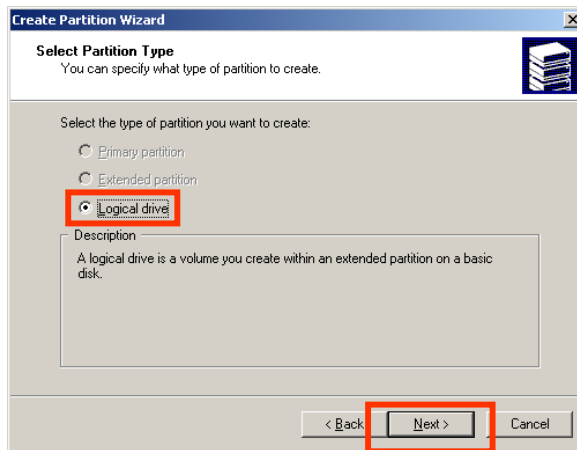 Create Partition Wizard
Select Partition Type
You can specify what type of partition to create.
Select the type of partition you want to create:
Primary partition
Extended partition
Logical drive
Description
A logical drive is a volume you create within an extended partition on a basic
disk.
< Back Next > Cancel